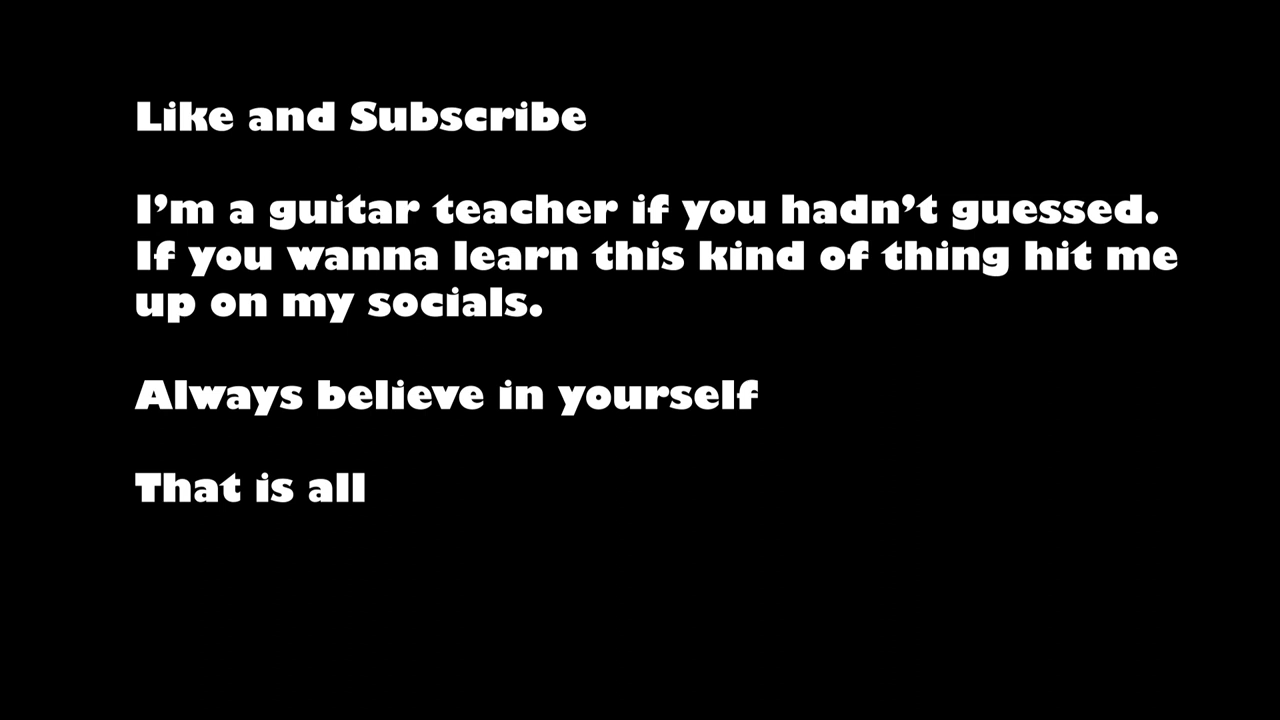 Like and Subscribe
I’m a guitar teacher if you hadn’t guessed.
If you wanna learn this kind of thing hit me
up on my socials.
Always believe in yourself
That is all